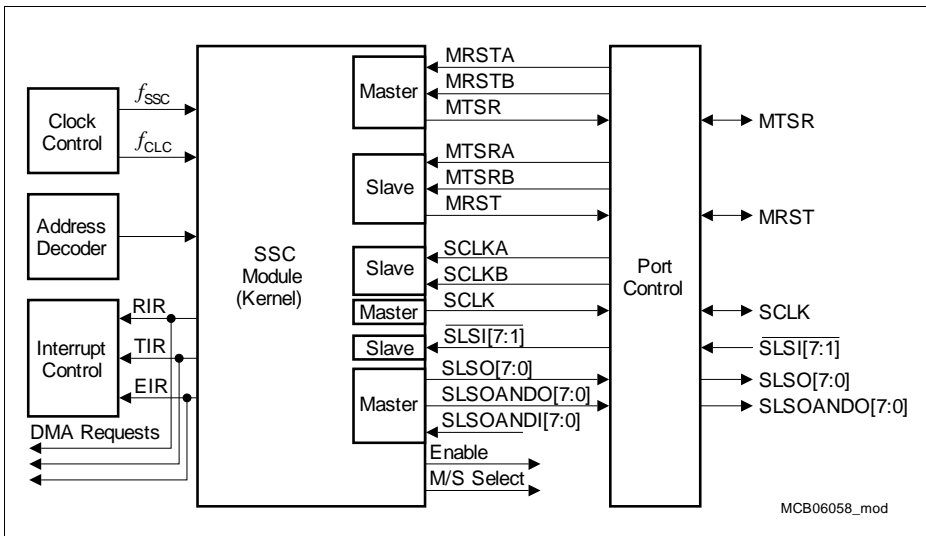 Clock
Control
fSSC
fCLC
Address
Decoder
Interrupt
Control
RIR
TIR
EIR
DMA Requests
SSC
Module
(Kernel)
Master
Slave
Slave
Master
Slave
Master
MRSTA
MRSTB
MTSR
MTSRA
MTSRB
MRST
SCLKA
SCLKB
SCLK
SLSI[7:1]
SLSO[7:0]
SLSOANDO[7:0]
SLSOANDI[7:0]
Enable
M/S Select
Port
Control
MTSR
MRST
SCLK
SLSI[7:1]
SLSO[7:0]
SLSOANDO[7:0]
MCB06058_mod